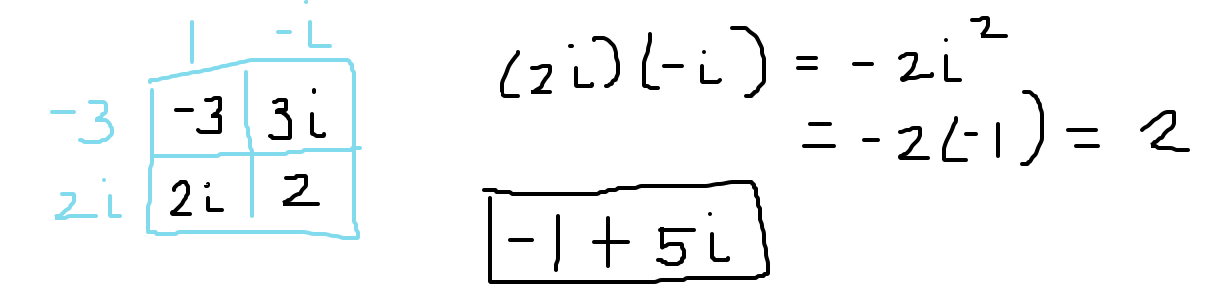 1 -i
-3 -3 3i
2i 2i 2
(2i)(-i) = -2i²
= -2(-1) = 2
-1 + 5i